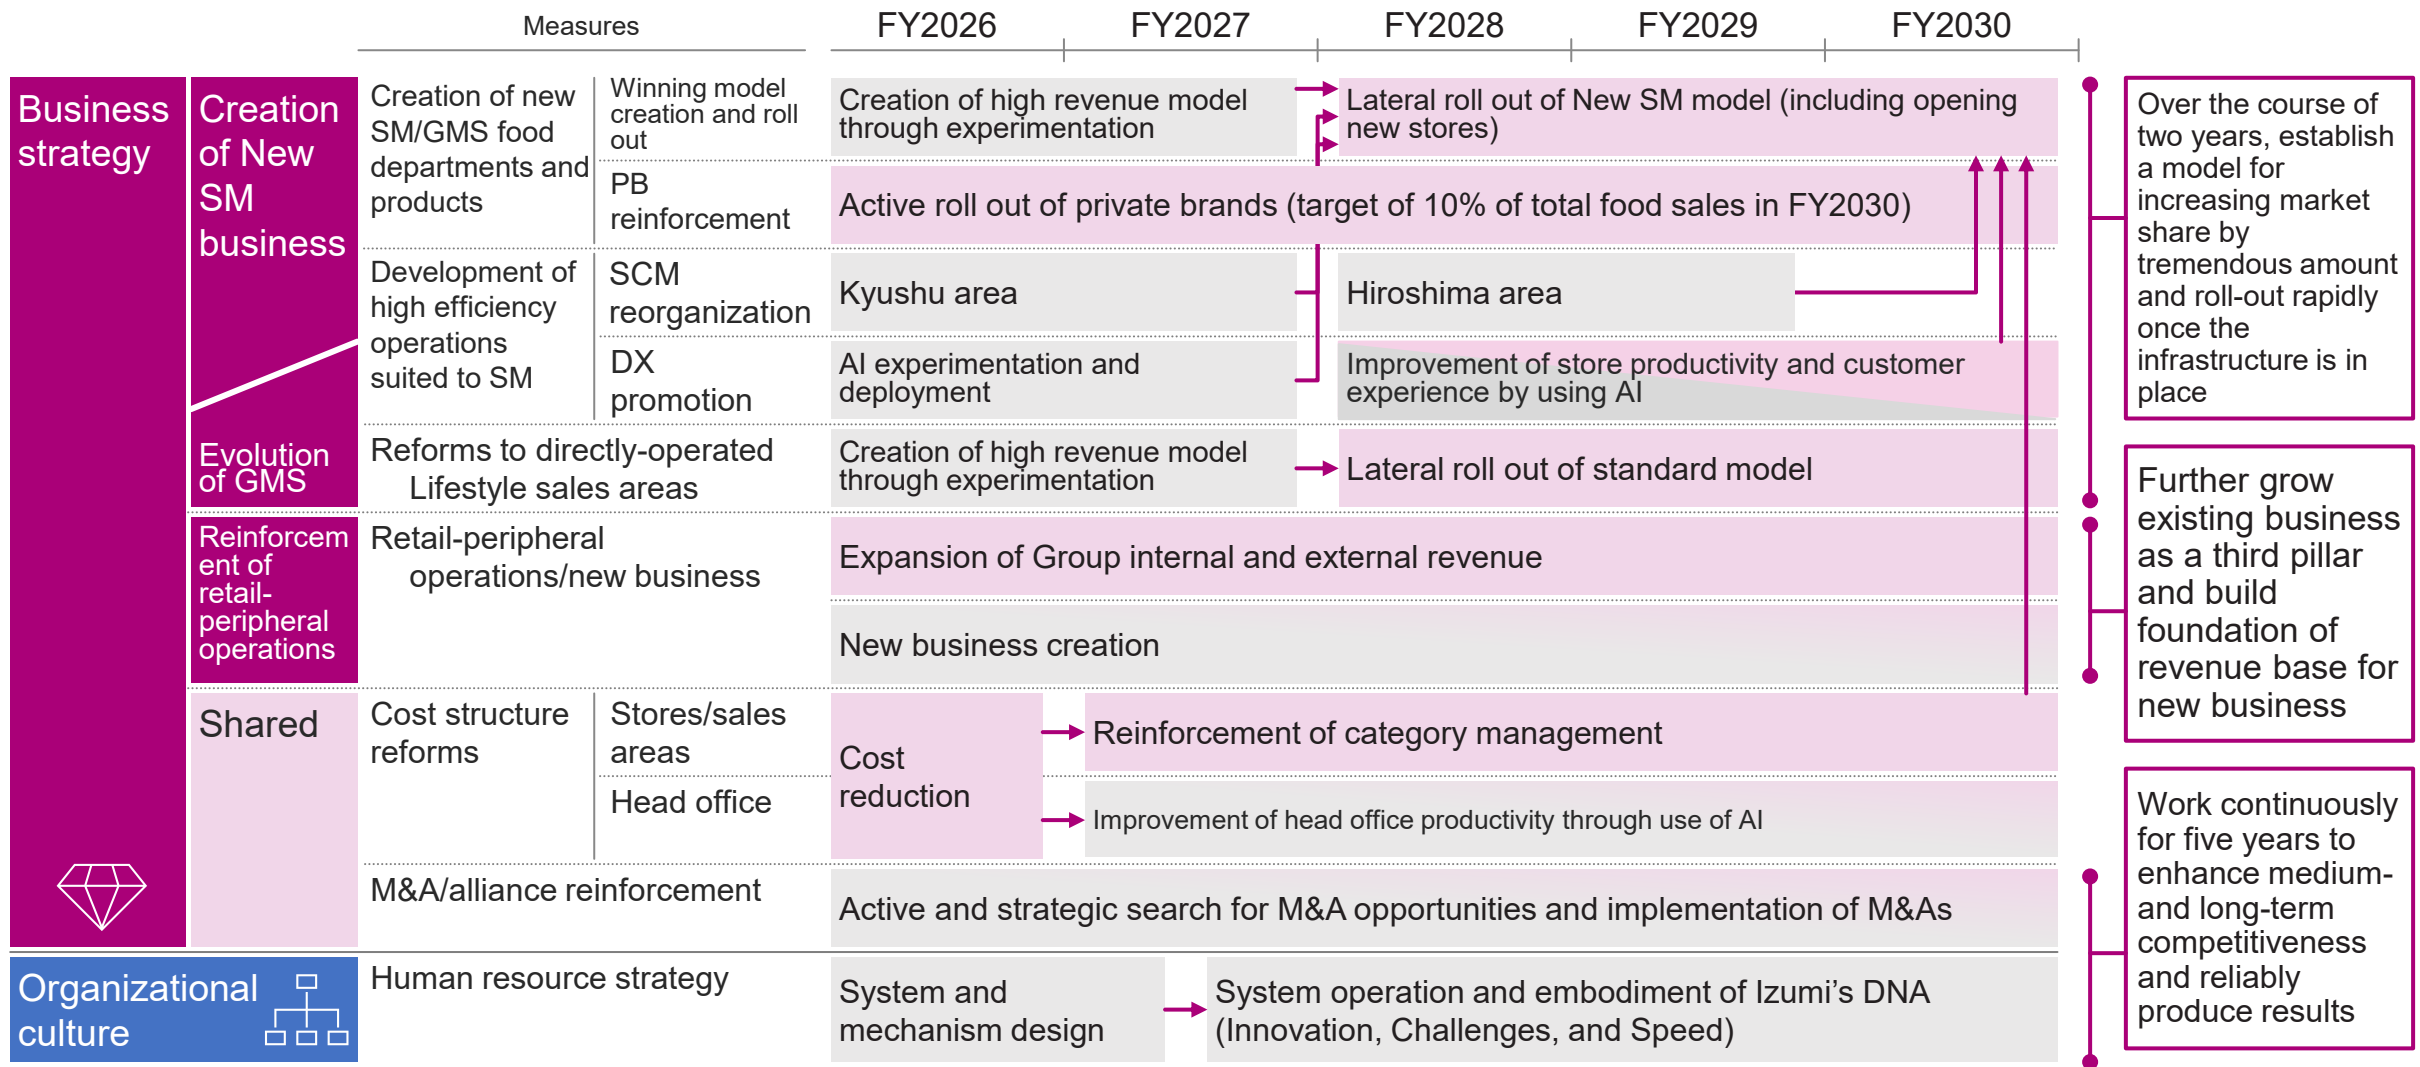 Measures
FY2026
FY2027
FY2028
FY2029
FY2030
Business
strategy
Creation
of New
SM
business
Creation of new
SM/GMS food
departments and
products
Winning model
creation and roll
out
Creation of high revenue model
through experimentation
Lateral roll out of New SM model (including opening
new stores)
PB
reinforcement
Active roll out of private brands (target of 10% of total food sales in FY2030)
Development of
high efficiency
operations
suited to SM
SCM
reorganization
Kyushu area
Hiroshima area
DX
promotion
AI experimentation and
deployment
Improvement of store productivity and customer
experience by using AI
Evolution
of GMS
Reforms to directly-operated
Lifestyle sales areas
Creation of high revenue model
through experimentation
Lateral roll out of standard model
Reinforcem
ent of
retail-
peripheral
operations
Retail-peripheral
operations/new business
Expansion of Group internal and external revenue
New business creation
Shared
Cost structure
reforms
Stores/sales
areas
Cost
reduction
Reinforcement of category management
Head office
Improvement of head office productivity through use of AI
M&A/alliance reinforcement
Active and strategic search for M&A opportunities and implementation of M&As
Organizational
culture
Human resource strategy
System and
mechanism design
System operation and embodiment of Izumi’s DNA
(Innovation, Challenges, and Speed)
Over the course of
two years, establish
a model for
increasing market
share by
tremendous amount
and roll-out rapidly
once the
infrastructure is in
place
Further grow
existing business
as a third pillar
and build
foundation of
revenue base for
new business
Work continuously
for five years to
enhance medium-
and long-term
competitiveness
and reliably
produce results